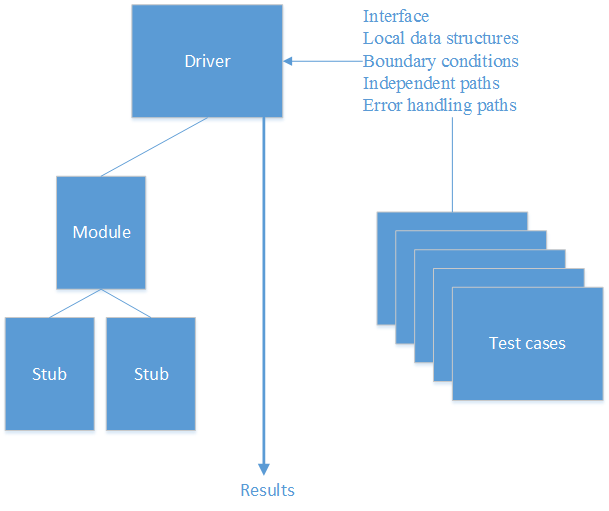 Interface
Local data structures
Boundary conditions
Independent paths
Error handling paths
Driver
Module
Stub
Stub
Test cases
Results